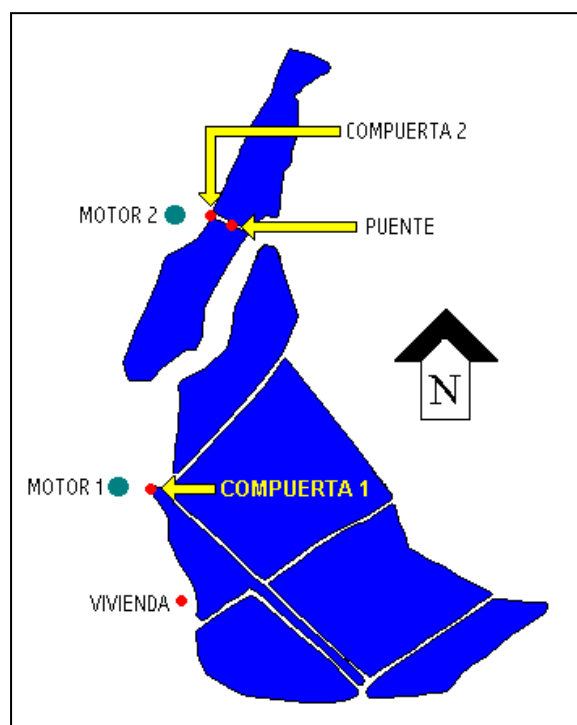 COMPUERTA 2
MOTOR 2
PUENTE
N
MOTOR 1
COMPUERTA 1
VIVIENDA